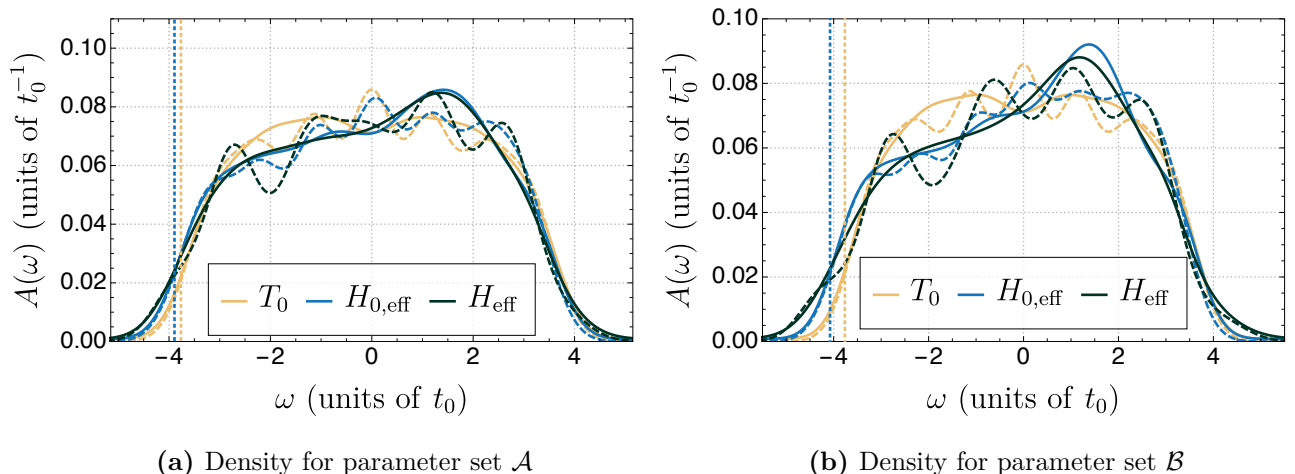 0.10
0.08
0.06
0.04
0.02
0.00
A(ω) (units of t₀⁻¹)
−4 −2 0 2 4
ω (units of t₀)
T₀ H₀,eff Heff
(a) Density for parameter set 𝒜
0.10
0.08
0.06
0.04
0.02
0.00
A(ω) (units of t₀⁻¹)
−4 −2 0 2 4
ω (units of t₀)
T₀ H₀,eff Heff
(b) Density for parameter set ℬ